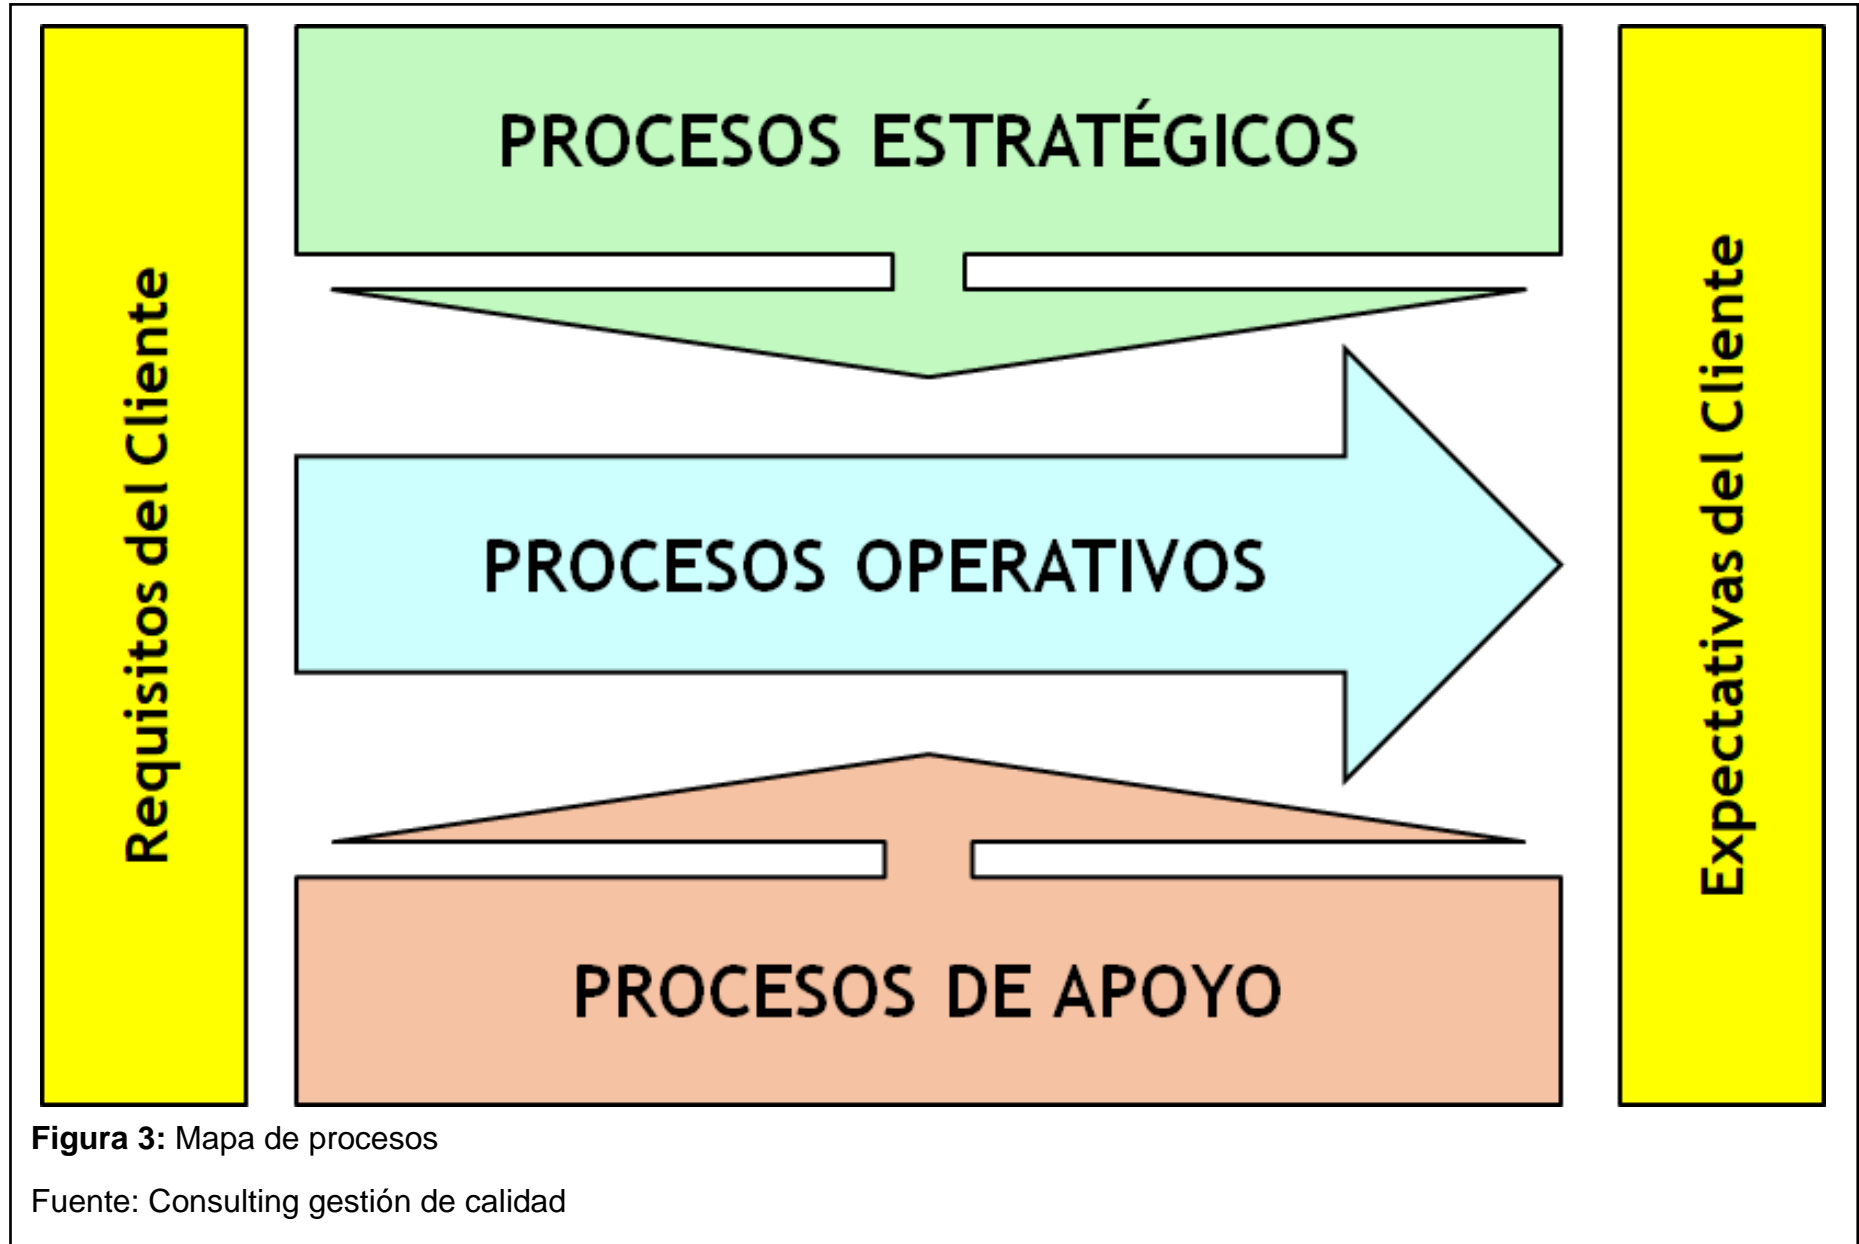 PROCESOS ESTRATÉGICOS
Requisitos del Cliente
PROCESOS OPERATIVOS
Expectativas del Cliente
PROCESOS DE APOYO
Figura 3: Mapa de procesos
Fuente: Consulting gestión de calidad